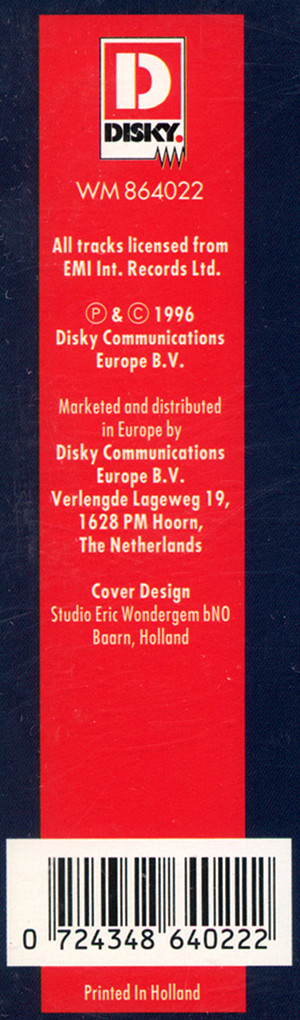 D
DISKY.
WM 864022
All tracks licensed from
EMI Int. Records Ltd.
Ⓟ & © 1996
Disky Communications
Europe B.V.
Marketed and distributed
in Europe by
Disky Communications
Europe B.V.
Verlengde Lageweg 19,
1628 PM Hoorn,
The Netherlands
Cover Design
Studio Eric Wondergem bNO
Baarn, Holland
0 724348 640222
Printed In Holland